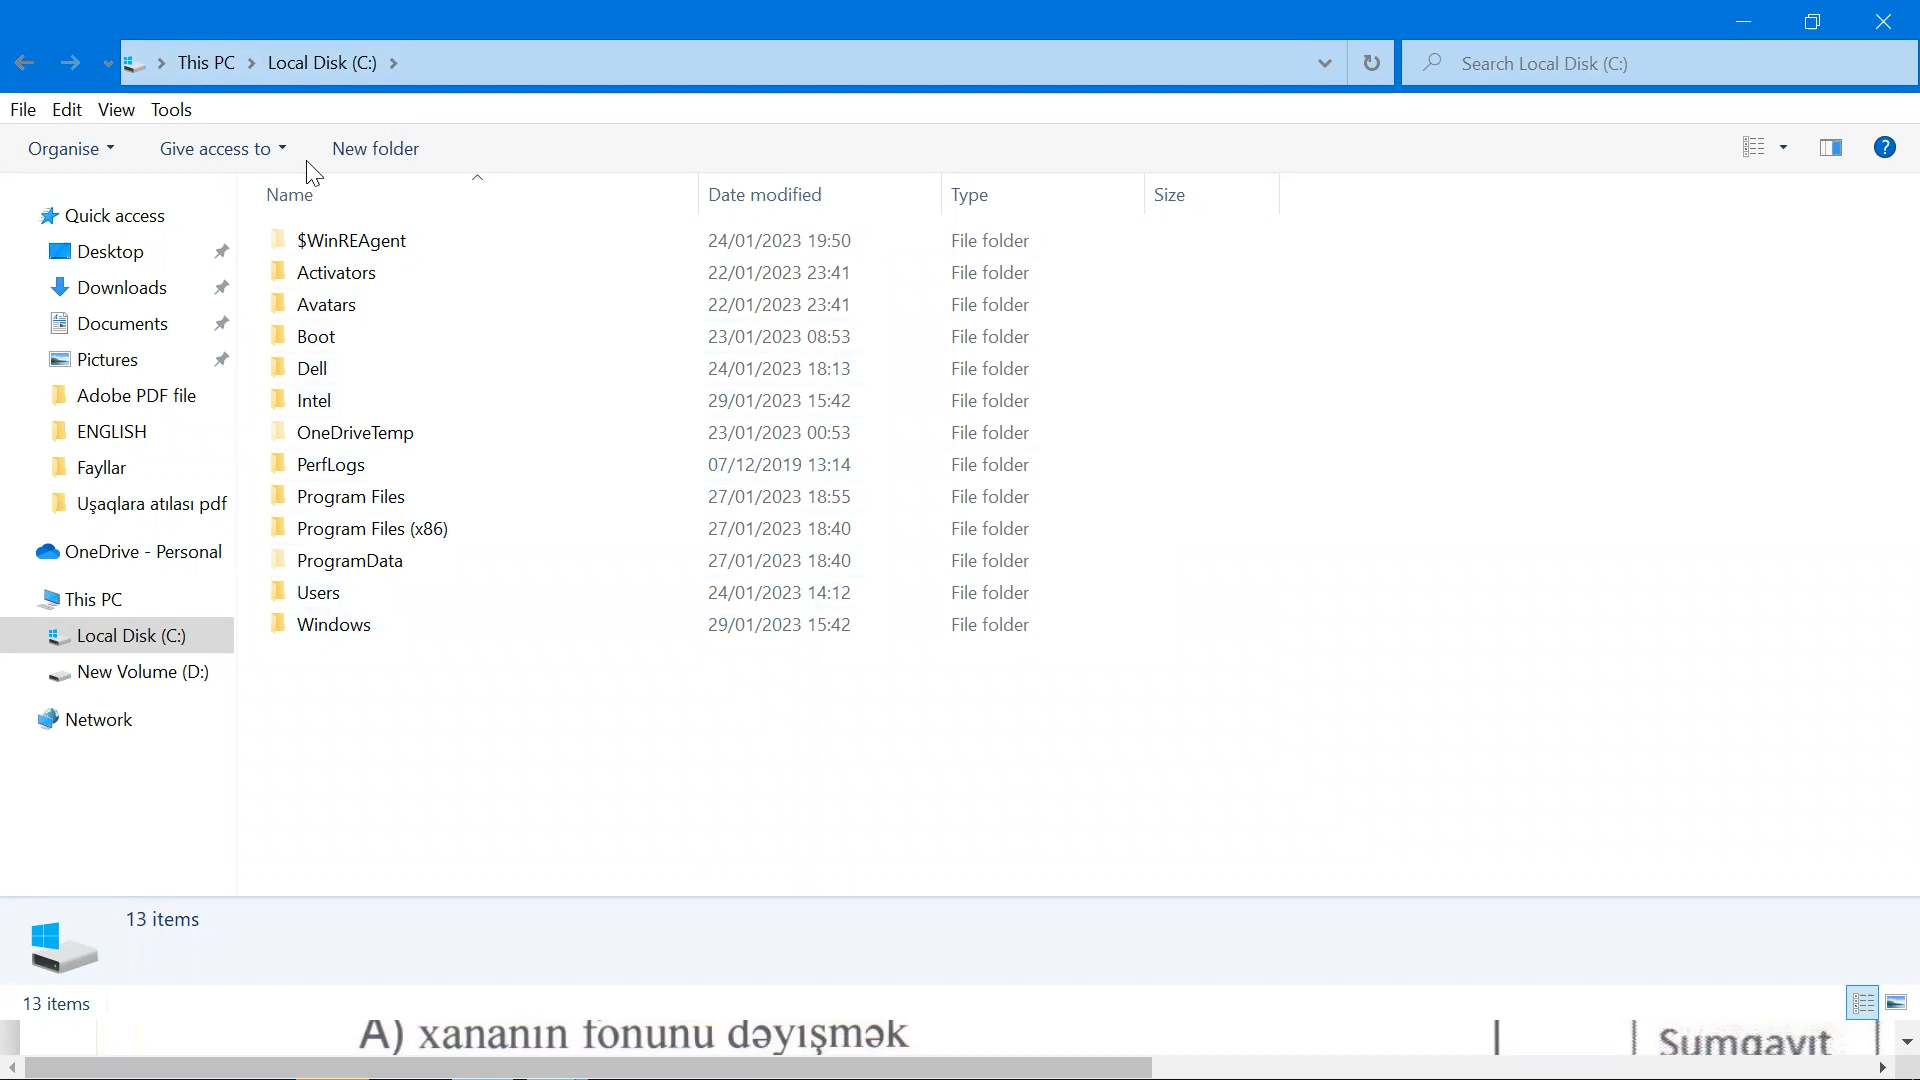 This PC > Local Disk (C:) >
Search Local Disk (C:)
File Edit View Tools
Organise Give access to New folder
?
Name Date modified Type Size
Quick access
Desktop
Downloads
Documents
Pictures
Adobe PDF file
ENGLISH
Fayllar
Uşaqlara atılası pdf
OneDrive - Personal
This PC
Local Disk (C:)
New Volume (D:)
Network
$WinREAgent 24/01/2023 19:50 File folder
Activators 22/01/2023 23:41 File folder
Avatars 22/01/2023 23:41 File folder
Boot 23/01/2023 08:53 File folder
Dell 24/01/2023 18:13 File folder
Intel 29/01/2023 15:42 File folder
OneDriveTemp 23/01/2023 00:53 File folder
PerfLogs 07/12/2019 13:14 File folder
Program Files 27/01/2023 18:55 File folder
Program Files (x86) 27/01/2023 18:40 File folder
ProgramData 27/01/2023 18:40 File folder
Users 24/01/2023 14:12 File folder
Windows 29/01/2023 15:42 File folder
13 items
13 items
A) xananın fonunu dəyişmək
Sumqayıt